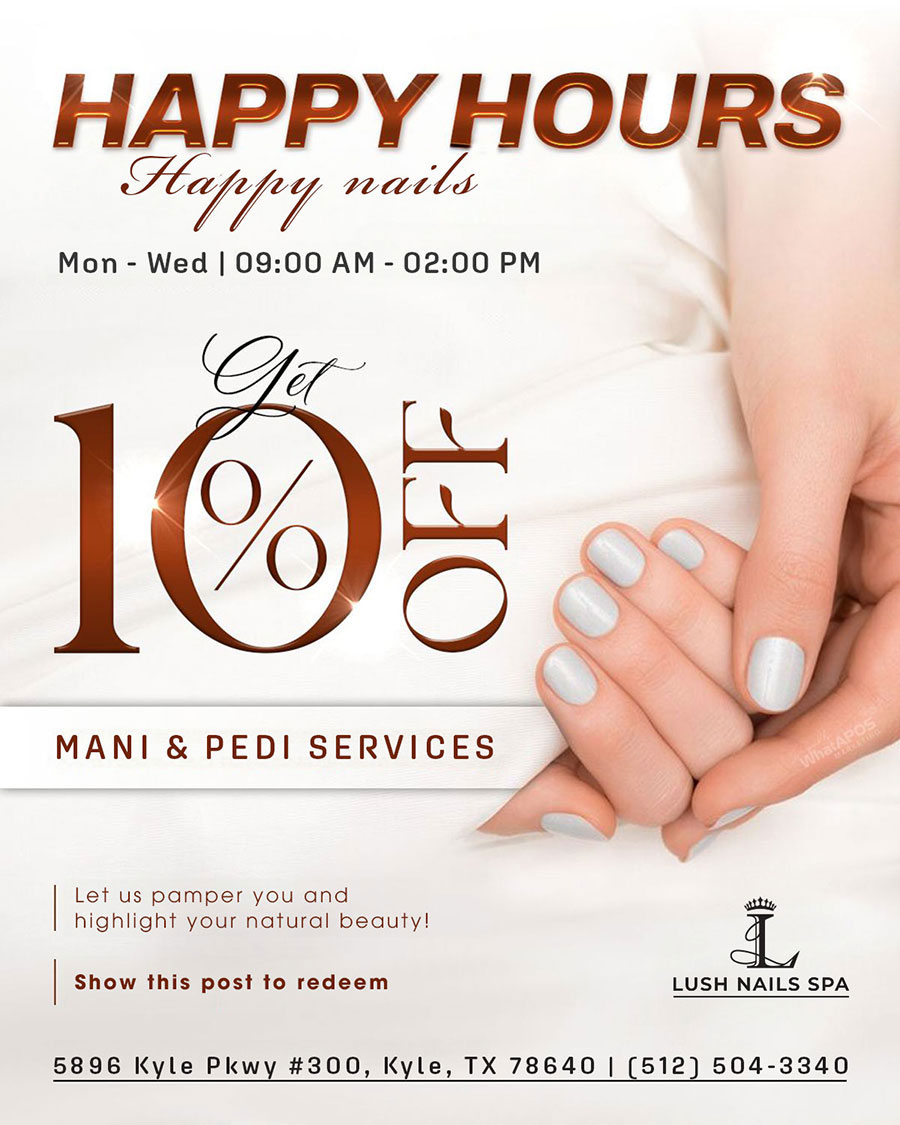 HAPPY HOURS
Happy nails
Mon - Wed | 09:00 AM - 02:00 PM
Get
10% OFF
MANI & PEDI SERVICES
WhatAPOS
Let us pamper you and
highlight your natural beauty!
Show this post to redeem
L
LUSH NAILS SPA
5896 Kyle Pkwy #300, Kyle, TX 78640 | (512) 504-3340